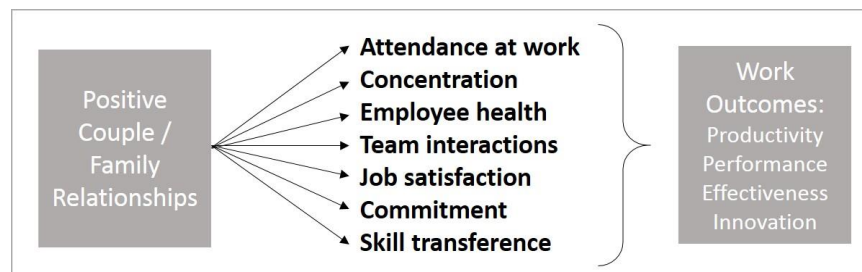 Positive
Couple /
Family
Relationships
Attendance at work
Concentration
Employee health
Team interactions
Job satisfaction
Commitment
Skill transference
Work
Outcomes:
Productivity
Performance
Effectiveness
Innovation